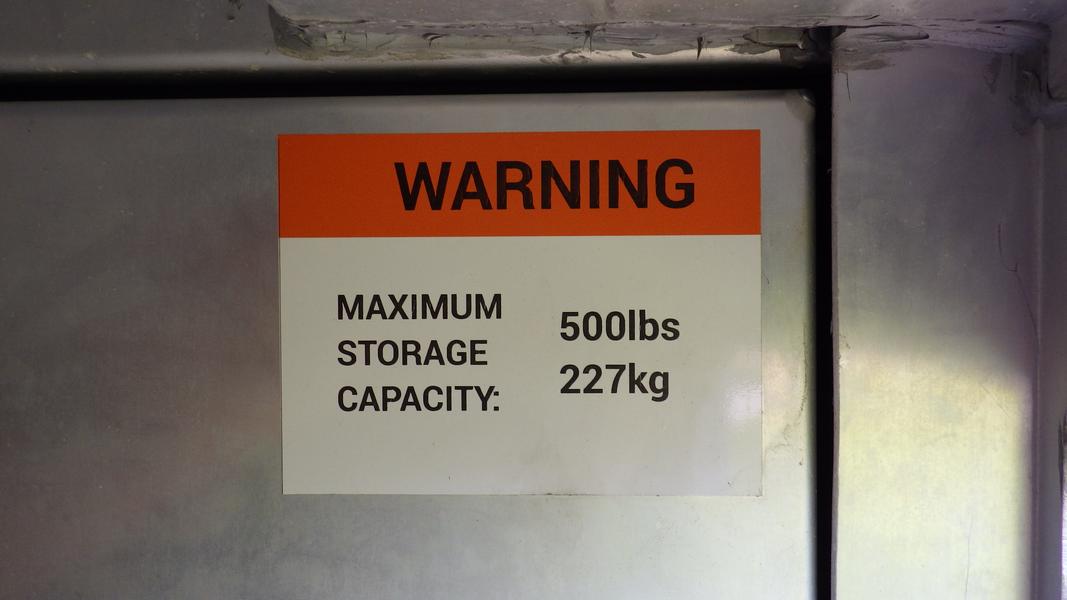 WARNING
MAXIMUM
STORAGE
CAPACITY:
500lbs
227kg